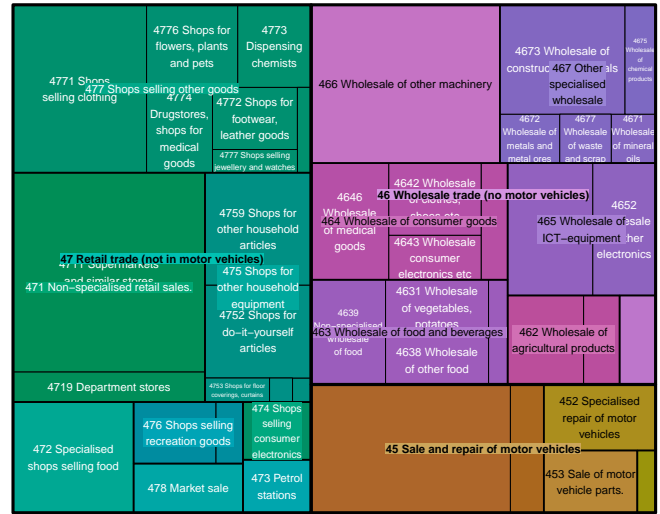 4776 Shops for
flowers, plants
and pets
4773
Dispensing
chemists
4771 Shops
selling clothing
477 Shops selling other goods
4774
Drugstores,
shops for
medical
goods
4772 Shops for
footwear,
leather goods
4777 Shops selling
jewellery and watches
4759 Shops for
other household
articles
47 Retail trade (not in motor vehicles)
4711 Supermarkets
and similar stores
471 Non−specialised retail sales.
475 Shops for
other household
equipment
4752 Shops for
do−it−yourself
articles
4719 Department stores
4753 Shops for floor
coverings, curtains
472 Specialised
shops selling food
476 Shops selling
recreation goods
474 Shops
selling
consumer
electronics
478 Market sale
473 Petrol
stations
466 Wholesale of other machinery
4673 Wholesale of
467 Other
specialised
wholesale
4675
Wholesale
of
chemical
products
4672
Wholesale of
metals and
metal ores
4677
Wholesale of
waste
and scrap
4671
Wholesale
of mineral
oils
46 Wholesale trade (no motor vehicles)
4646
Wholesale
of medical
goods
4642 Wholesale
of clothes,
464 Wholesale of consumer goods
4643 Wholesale
consumer
electronics etc
465 Wholesale of
ICT−equipment
4652
Wholesale
electronics
4639
Non−specialised
wholesale
of food
4631 Wholesale
of vegetables,
potatoes
463 Wholesale of food and beverages
4638 Wholesale
of other food
462 Wholesale of
agricultural products
45 Sale and repair of motor vehicles
452 Specialised
repair of motor
vehicles
453 Sale of motor
vehicle parts.